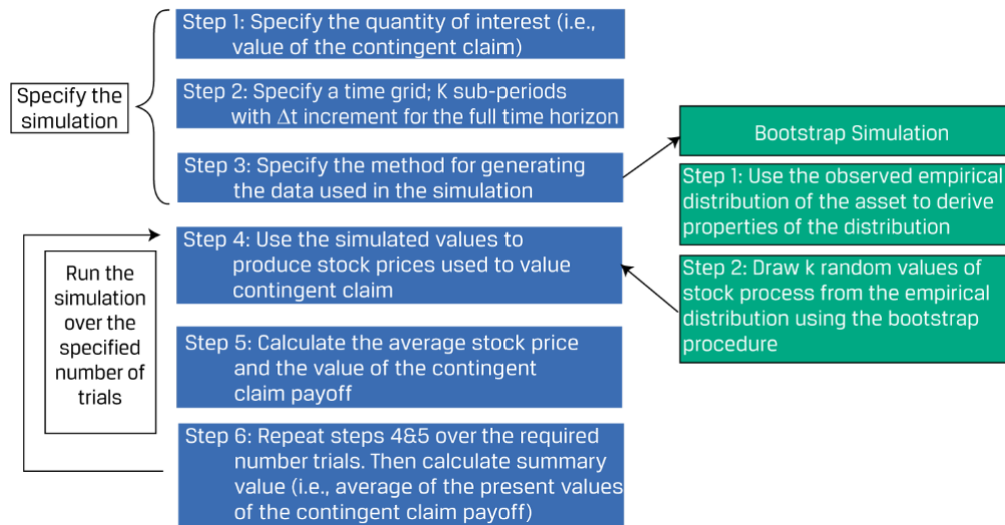 Specify the
simulation
Step 1: Specify the quantity of interest (i.e.,
value of the contingent claim)
Step 2: Specify a time grid; K sub-periods
with Δt increment for the full time horizon
Step 3: Specify the method for generating
the data used in the simulation
Bootstrap Simulation
Step 1: Use the observed empirical
distribution of the asset to derive
properties of the distribution
Step 2: Draw k random values of
stock process from the empirical
distribution using the bootstrap
procedure
Run the
simulation
over the
specified
number of
trials
Step 4: Use the simulated values to
produce stock prices used to value
contingent claim
Step 5: Calculate the average stock price
and the value of the contingent
claim payoff
Step 6: Repeat steps 4&5 over the required
number trials. Then calculate summary
value (i.e., average of the present values
of the contingent claim payoff)